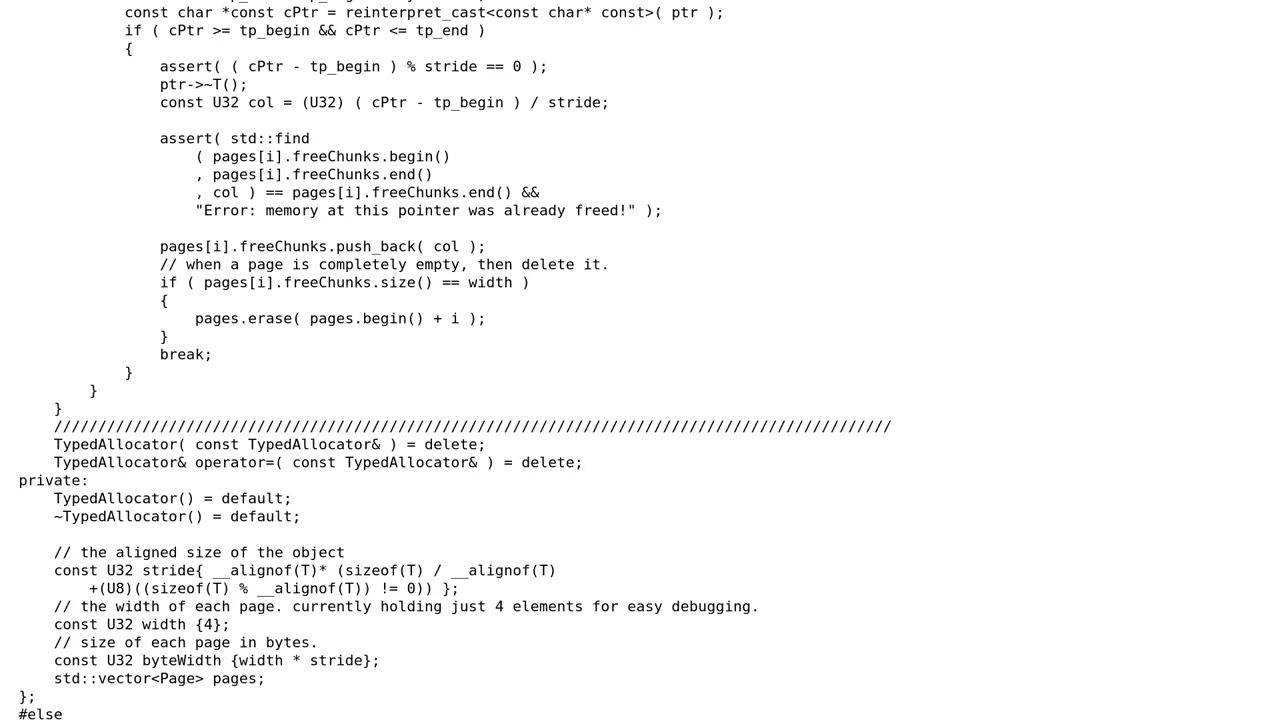 const char *const cPtr = reinterpret_cast<const char* const>( ptr );
if ( cPtr >= tp_begin && cPtr <= tp_end )
{
assert( ( cPtr - tp_begin ) % stride == 0 );
ptr->~T();
const U32 col = (U32) ( cPtr - tp_begin ) / stride;
assert( std::find
( pages[i].freeChunks.begin()
, pages[i].freeChunks.end()
, col ) == pages[i].freeChunks.end() &&
"Error: memory at this pointer was already freed!" );
pages[i].freeChunks.push_back( col );
// when a page is completely empty, then delete it.
if ( pages[i].freeChunks.size() == width )
{
pages.erase( pages.begin() + i );
}
break;
}
}
}
///////////////////////////////////////////////////////////////////////////////////////////////
TypedAllocator( const TypedAllocator& ) = delete;
TypedAllocator& operator=( const TypedAllocator& ) = delete;
private:
TypedAllocator() = default;
~TypedAllocator() = default;
// the aligned size of the object
const U32 stride{ __alignof(T)* (sizeof(T) / __alignof(T)
+(U8)((sizeof(T) % __alignof(T)) != 0)) };
// the width of each page. currently holding just 4 elements for easy debugging.
const U32 width {4};
// size of each page in bytes.
const U32 byteWidth {width * stride};
std::vector<Page> pages;
};
#else